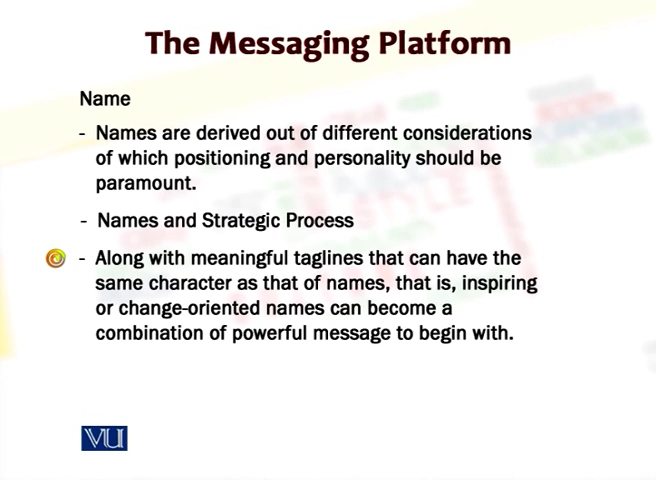 The Messaging Platform
Name
- Names are derived out of different considerations
of which positioning and personality should be
paramount.
- Names and Strategic Process
- Along with meaningful taglines that can have the
same character as that of names, that is, inspiring
or change-oriented names can become a
combination of powerful message to begin with.
VU